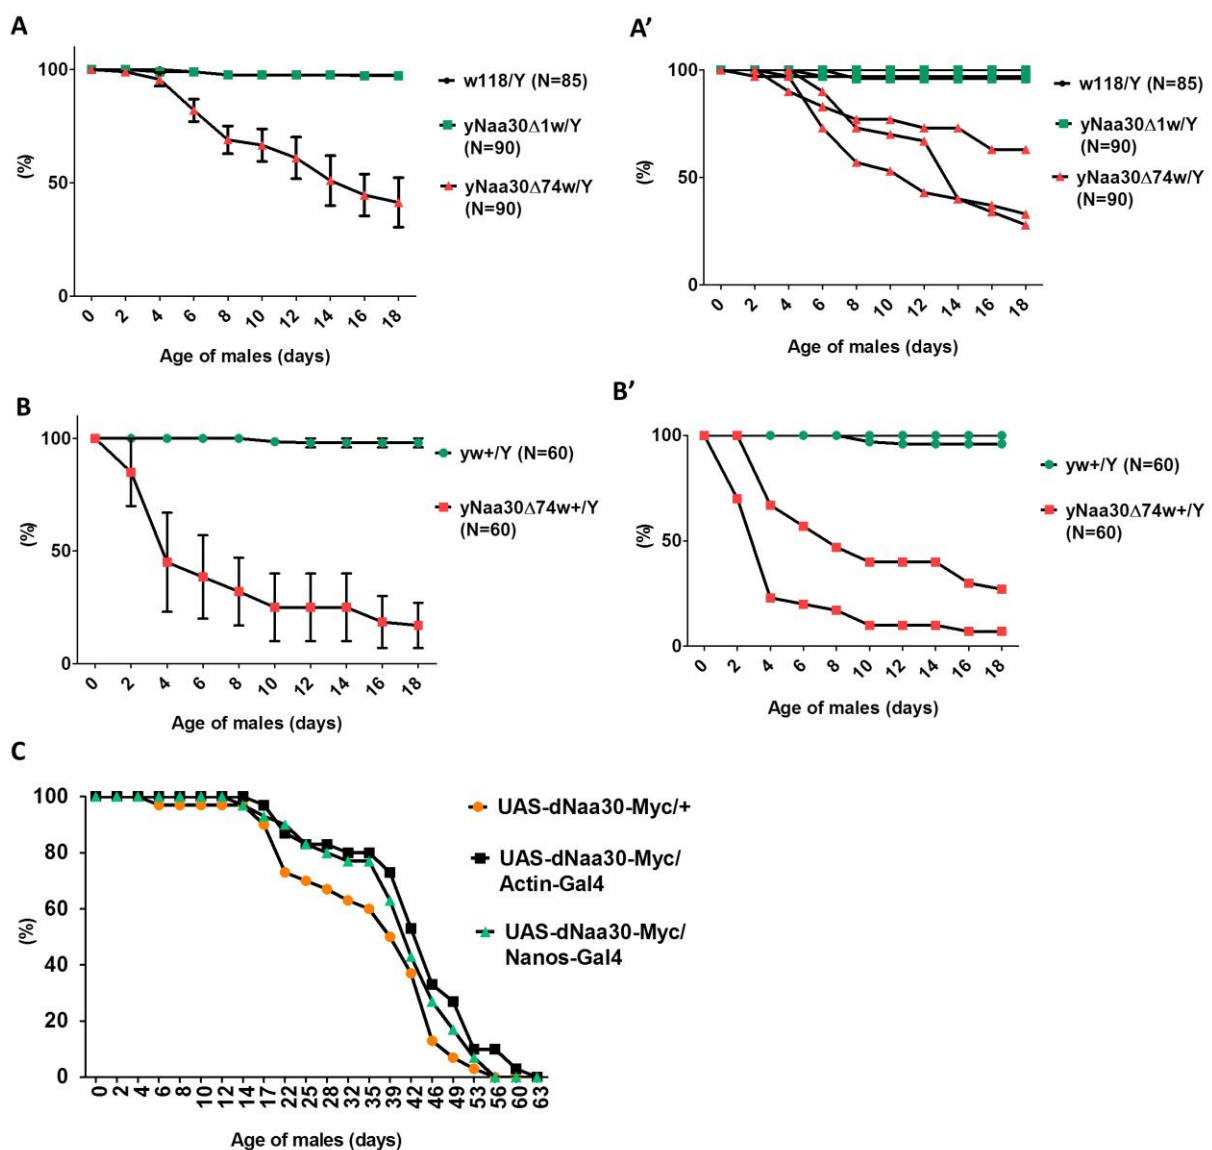 A
100
50
0
(%)
0 2 4 6 8 10 12 14 16 18
Age of males (days)
w118/Y (N=85)
yNaa30Δ1w/Y
(N=90)
yNaa30Δ74w/Y
(N=90)
A’
100
50
0
(%)
0 2 4 6 8 10 12 14 16 18
Age of males (days)
w118/Y (N=85)
yNaa30Δ1w/Y
(N=90)
yNaa30Δ74w/Y
(N=90)
B
100
50
0
(%)
0 2 4 6 8 10 12 14 16 18
Age of males (days)
yw+/Y (N=60)
yNaa30Δ74w+/Y
(N=60)
B’
100
50
0
(%)
0 2 4 6 8 10 12 14 16 18
Age of males (days)
yw+/Y (N=60)
yNaa30Δ74w+/Y
(N=60)
C
100
80
60
40
20
0
(%)
0 2 4 6 8 10 12 14 17 22 25 28 32 35 39 42 46 49 53 56 60 63
Age of males (days)
UAS-dNaa30-Myc/+
UAS-dNaa30-Myc/
Actin-Gal4
UAS-dNaa30-Myc/
Nanos-Gal4